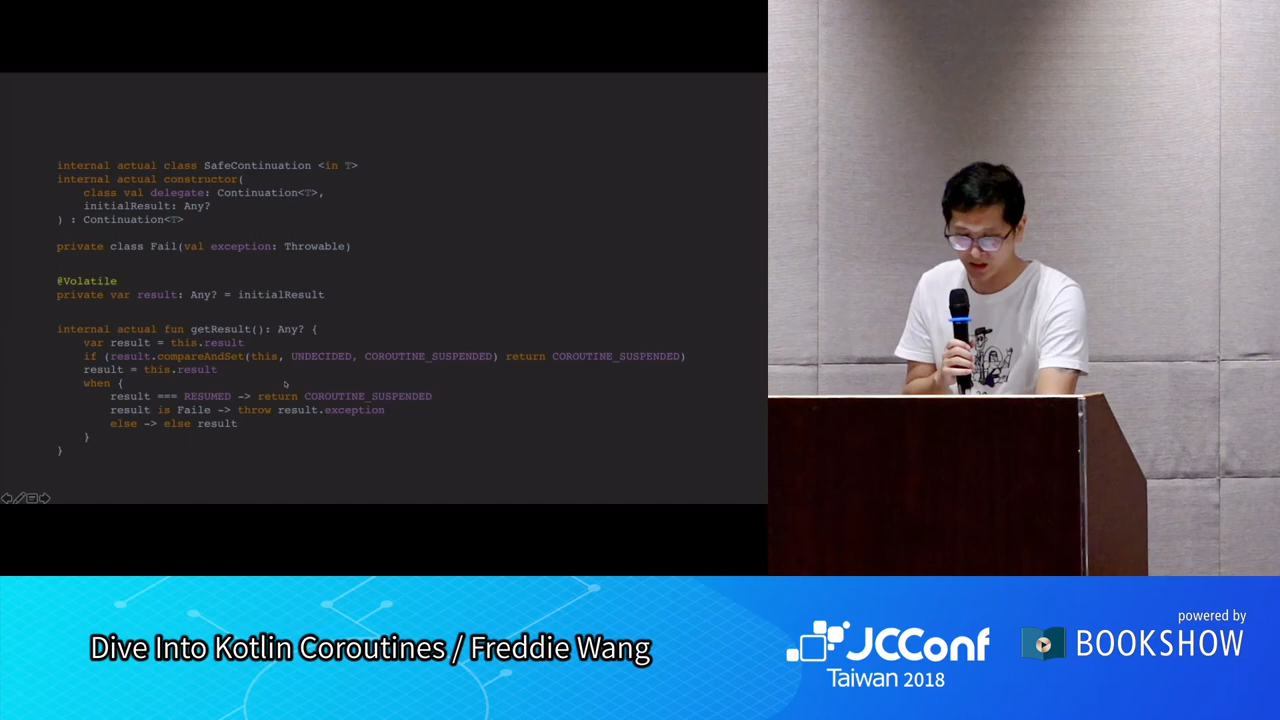 internal actual class SafeContinuation <in T>
internal actual constructor(
class val delegate: Continuation<T>,
initialResult: Any?
) : Continuation<T>
private class Fail(val exception: Throwable)
@Volatile
private var result: Any? = initialResult
internal actual fun getResult(): Any? {
var result = this.result
if (result.compareAndSet(this, UNDECIDED, COROUTINE_SUSPENDED) return COROUTINE_SUSPENDED)
result = this.result
when {
result === RESUMED -> return COROUTINE_SUSPENDED
result is Faile -> throw result.exception
else -> else result
}
}
Dive Into Kotlin Coroutines / Freddie Wang
JCConf
Taiwan 2018
powered by
BOOKSHOW